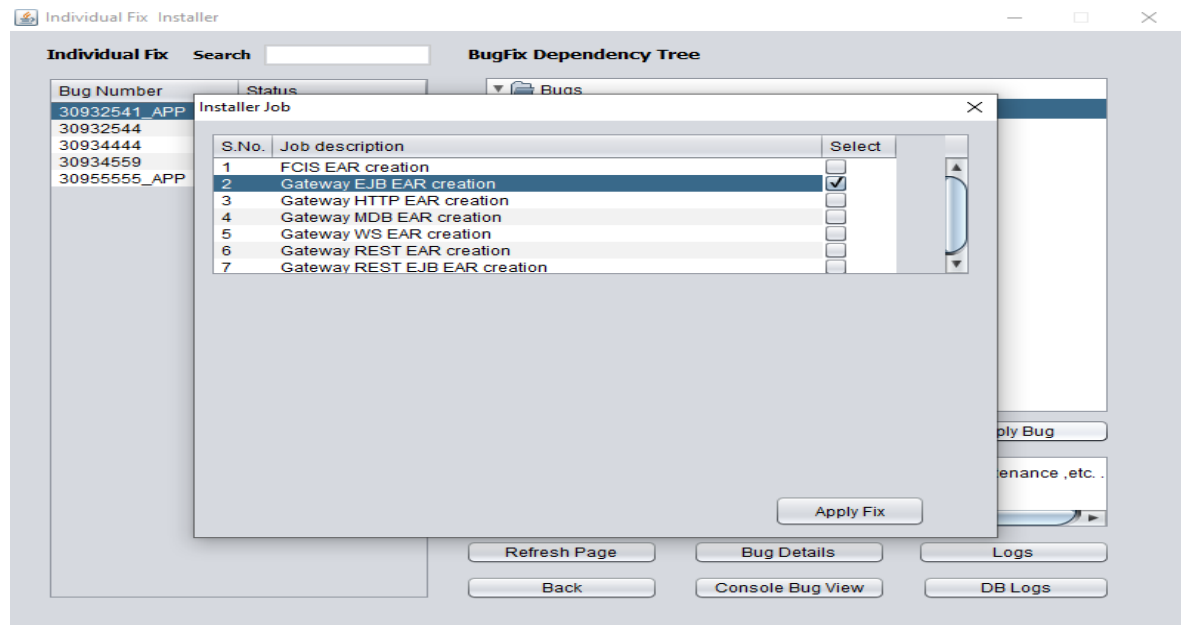 Individual Fix Installer
Individual Fix Search
BugFix Dependency Tree
Bug Number Status
Bugs
30932541_APP
30932544
30934444
30934559
30955555_APP
Installer Job
S.No. Job description Select
1 FCIS EAR creation
2 Gateway EJB EAR creation
3 Gateway HTTP EAR creation
4 Gateway MDB EAR creation
5 Gateway WS EAR creation
6 Gateway REST EAR creation
7 Gateway REST EJB EAR creation
ply Bug
enance ,etc. .
Apply Fix
Refresh Page Bug Details Logs
Back Console Bug View DB Logs